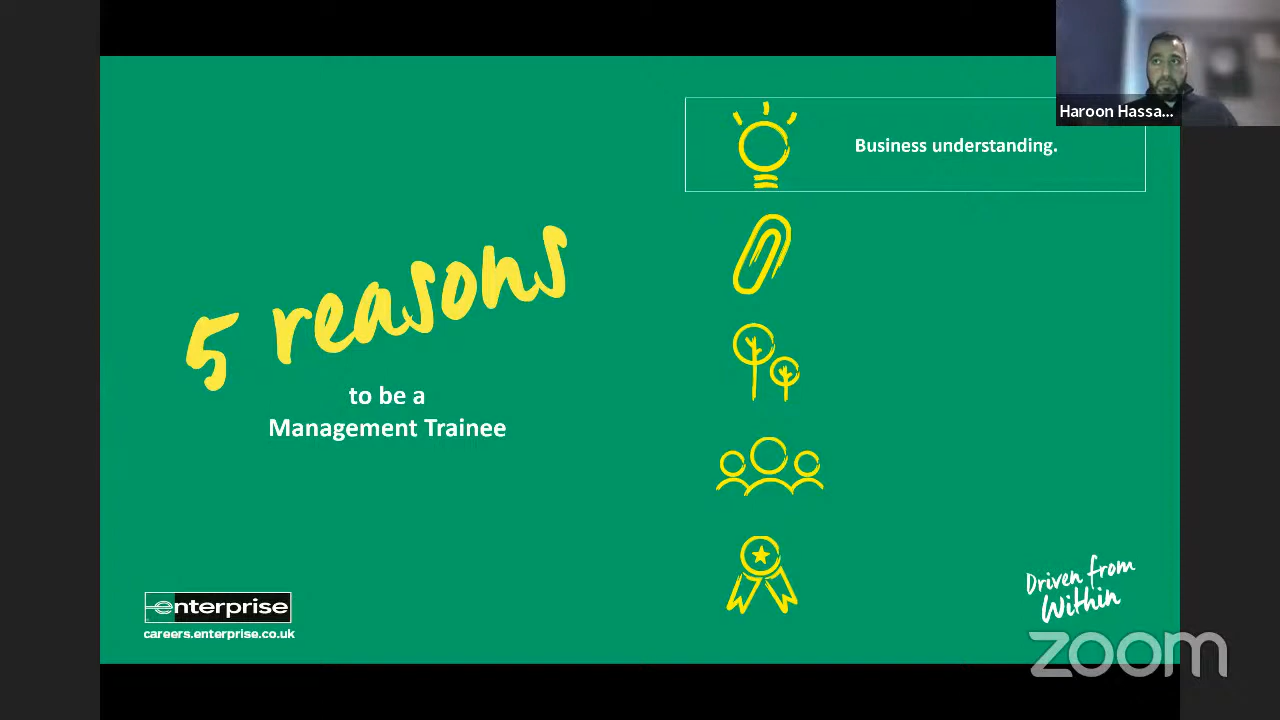 Haroon Hassa...
Business understanding.
5 reasons
to be a
Management Trainee
enterprise
careers.enterprise.co.uk
Driven from
Within
zoom